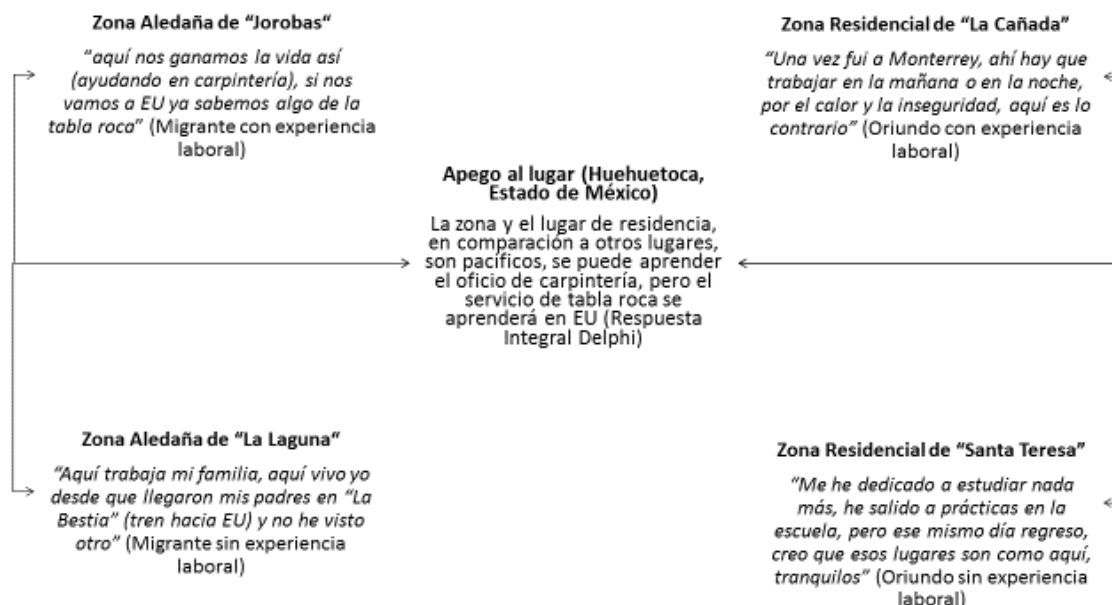 Zona Aledaña de “Jorobas”
“aquí nos ganamos la vida así
(ayudando en carpintería), si nos
vamos a EU ya sabemos algo de la
tabla roca” (Migrante con experiencia
laboral)
Zona Residencial de “La Cañada”
“Una vez fui a Monterrey, ahí hay que
trabajar en la mañana o en la noche,
por el calor y la inseguridad, aquí es lo
contrario” (Oriundo con experiencia
laboral)
Apego al lugar (Huehuetoca,
Estado de México)
La zona y el lugar de residencia,
en comparación a otros lugares,
son pacíficos, se puede aprender
el oficio de carpintería, pero el
servicio de tabla roca se
aprenderá en EU (Respuesta
Integral Delphi)
Zona Aledaña de “La Laguna“
“Aquí trabaja mi familia, aquí vivo yo
desde que llegaron mis padres en “La
Bestia” (tren hacia EU) y no he visto
otro” (Migrante sin experiencia
laboral)
Zona Residencial de “Santa Teresa”
“Me he dedicado a estudiar nada
más, he salido a prácticas en la
escuela, pero ese mismo día regreso,
creo que esos lugares son como aquí,
tranquilos” (Oriundo sin experiencia
laboral)